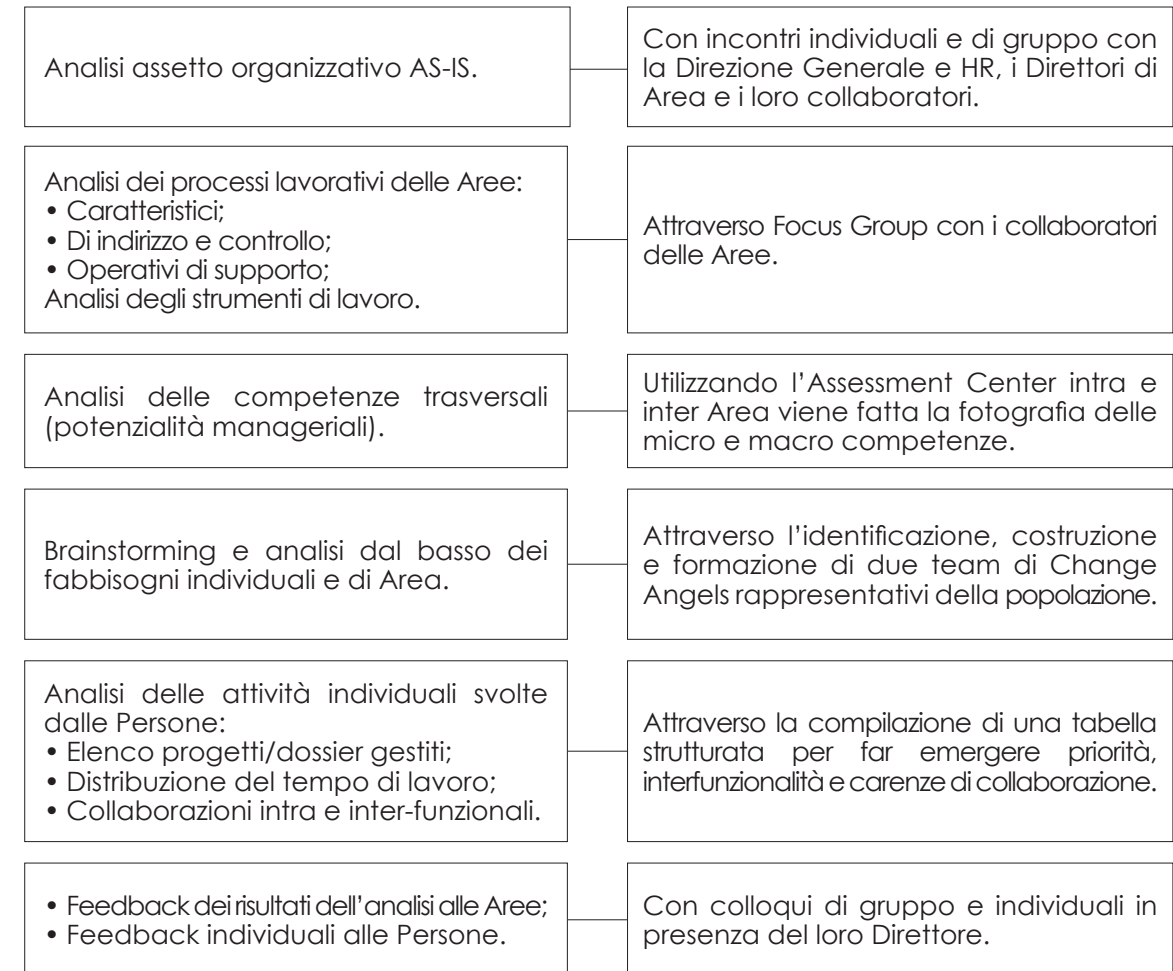 Analisi assetto organizzativo AS-IS.
Con incontri individuali e di gruppo con
la Direzione Generale e HR, i Direttori di
Area e i loro collaboratori.
Analisi dei processi lavorativi delle Aree:
• Caratteristici;
• Di indirizzo e controllo;
• Operativi di supporto;
Analisi degli strumenti di lavoro.
Attraverso Focus Group con i collaboratori
delle Aree.
Analisi delle competenze trasversali
(potenzialità manageriali).
Utilizzando l’Assessment Center intra e
inter Area viene fatta la fotografia delle
micro e macro competenze.
Brainstorming e analisi dal basso dei
fabbisogni individuali e di Area.
Attraverso l’identificazione, costruzione
e formazione di due team di Change
Angels rappresentativi della popolazione.
Analisi delle attività individuali svolte
dalle Persone:
• Elenco progetti/dossier gestiti;
• Distribuzione del tempo di lavoro;
• Collaborazioni intra e inter-funzionali.
Attraverso la compilazione di una tabella
strutturata per far emergere priorità,
interfunzionalità e carenze di collaborazione.
• Feedback dei risultati dell’analisi alle Aree;
• Feedback individuali alle Persone.
Con colloqui di gruppo e individuali in
presenza del loro Direttore.